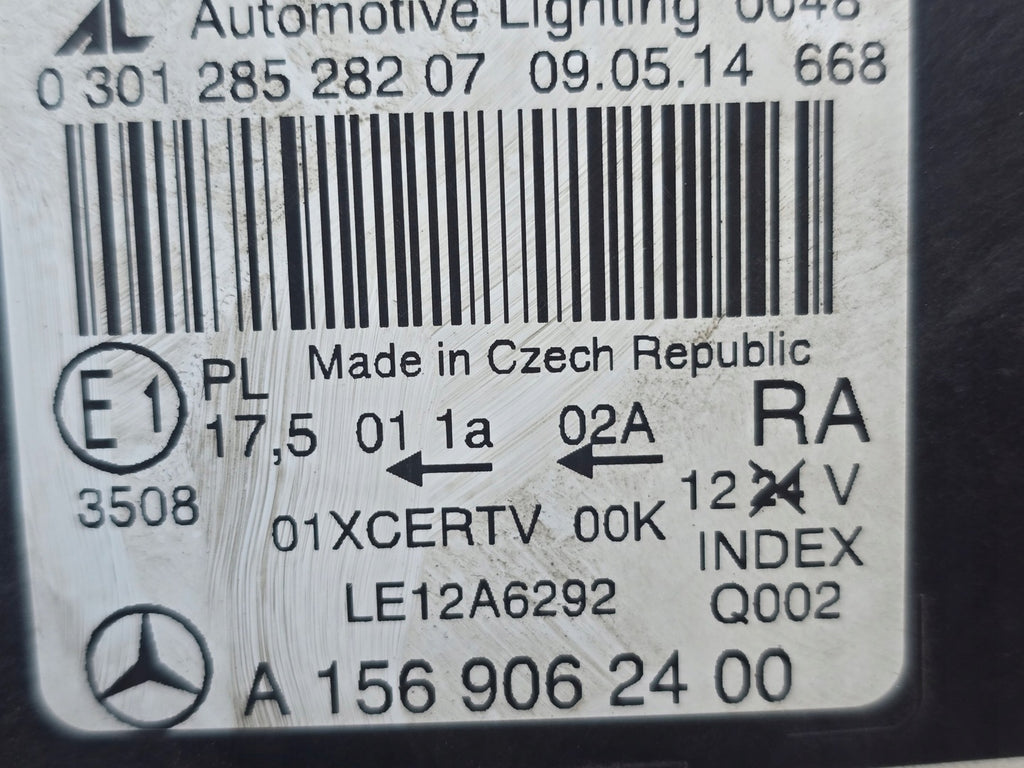 AL Automotive Lighting 0048
0 301 285 282 07 09.05.14 668
Made in Czech Republic
E1 PL RA
17,5 01 1a 02A
3508 12 24 V
01XCERTV 00K INDEX
LE12A6292 Q002
A 156 906 24 00